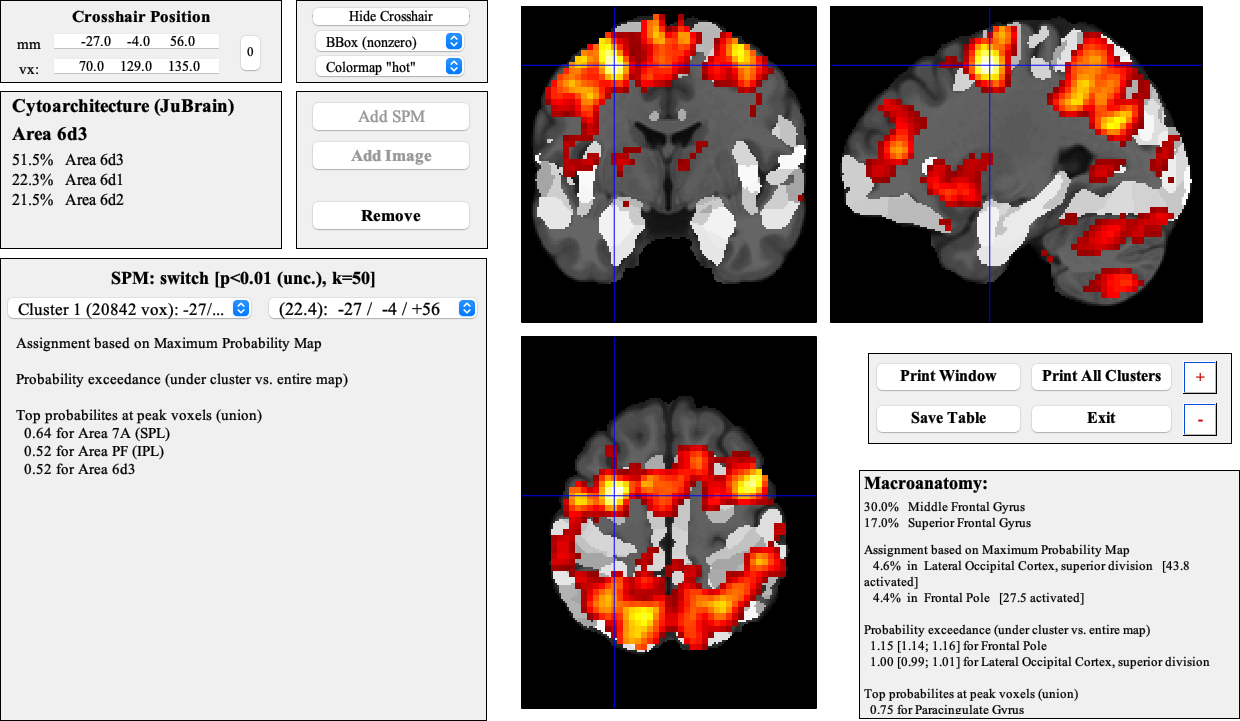 Crosshair Position
mm -27.0 -4.0 56.0
vx: 70.0 129.0 135.0
0
Hide Crosshair
BBox (nonzero)
Colormap "hot"
Cytoarchitecture (JuBrain)
Area 6d3
51.5% Area 6d3
22.3% Area 6d1
21.5% Area 6d2
Add SPM
Add Image
Remove
SPM: switch [p<0.01 (unc.), k=50]
Cluster 1 (20842 vox): -27/...
(22.4): -27 / -4 / +56
Assignment based on Maximum Probability Map
Probability exceedance (under cluster vs. entire map)
Top probabilites at peak voxels (union)
0.64 for Area 7A (SPL)
0.52 for Area PF (IPL)
0.52 for Area 6d3
Print Window
Print All Clusters
+
Save Table
Exit
-
Macroanatomy:
30.0% Middle Frontal Gyrus
17.0% Superior Frontal Gyrus
Assignment based on Maximum Probability Map
4.6% in Lateral Occipital Cortex, superior division [43.8
activated]
4.4% in Frontal Pole [27.5 activated]
Probability exceedance (under cluster vs. entire map)
1.15 [1.14; 1.16] for Frontal Pole
1.00 [0.99; 1.01] for Lateral Occipital Cortex, superior division
Top probabilites at peak voxels (union)
0.75 for Paracingulate Gyrus